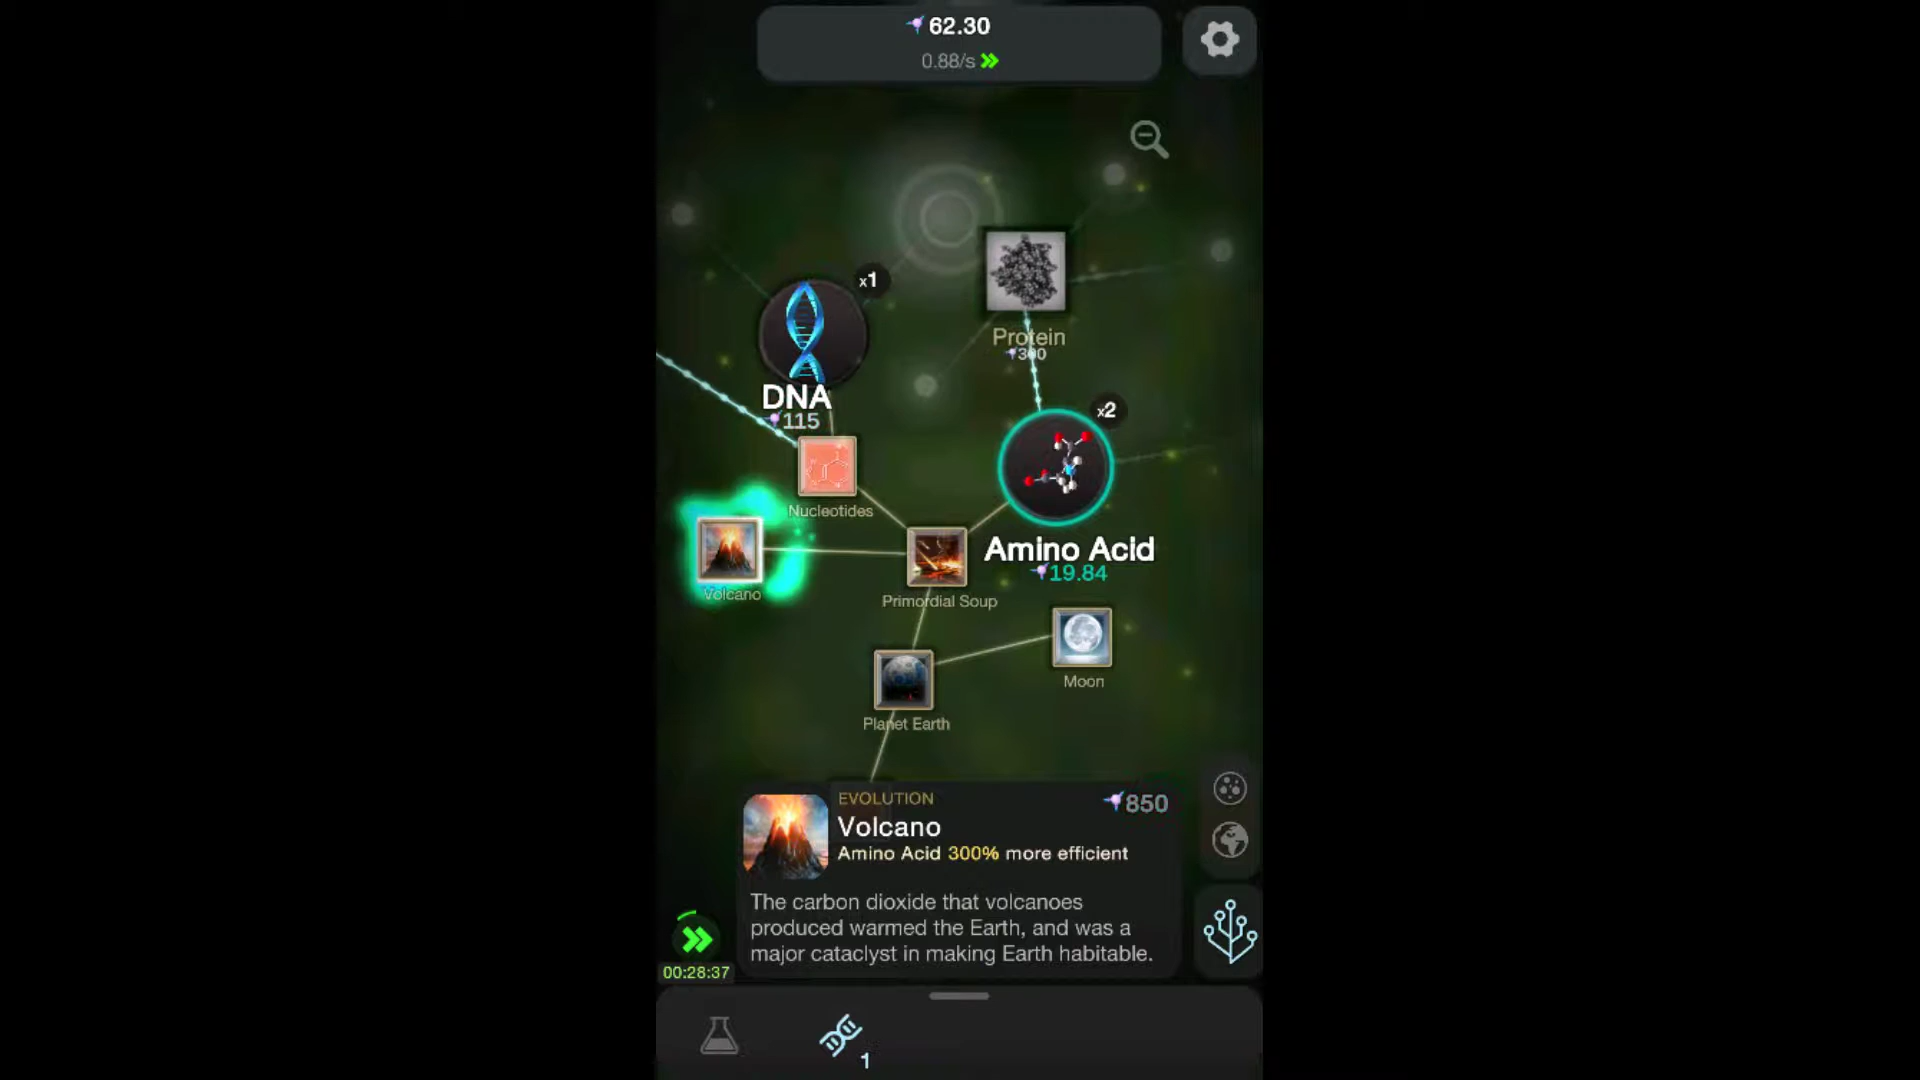 62.30
0.88/s
x1
Protein
300
DNA
115
x2
Nucleotides
Amino Acid
19.84
Volcano
Primordial Soup
Moon
Planet Earth
EVOLUTION
850
Volcano
Amino Acid 300% more efficient
The carbon dioxide that volcanoes
produced warmed the Earth, and was a
major cataclyst in making Earth habitable.
00:28:37
1